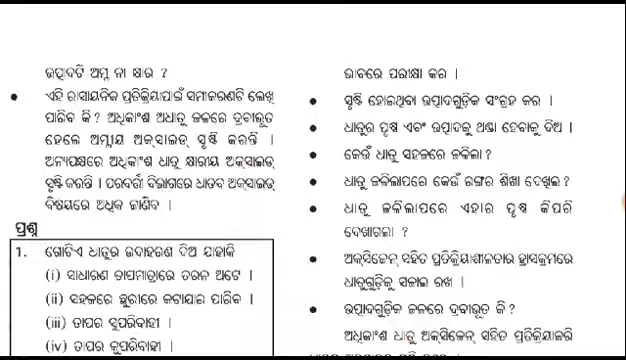 ଉତ୍ପାଦଟି ଅମ୍ଳ ନା କ୍ଷାର ?
• ଏହି ରାସାୟନିକ ପ୍ରତିକ୍ରିୟାପାଇଁ ସମୀକରଣଟି ଲେଖି
ପାରିବ କି ? ଅଧିକାଂଶ ଅଧାତୁ ଜଳରେ ଦ୍ରବୀଭୂତ
ହେଲେ ଅମ୍ଳୀୟ ଅକ୍‌ସାଇଡ୍ ସୃଷ୍ଟି କରନ୍ତି ।
ଅନ୍ୟପକ୍ଷରେ ଅଧିକାଂଶ ଧାତୁ କ୍ଷାରୀୟ ଅକ୍‌ସାଇଡ୍
ସୃଷ୍ଟି କରନ୍ତି । ପରବର୍ତ୍ତୀ ବିଭାଗରେ ଧାତବ ଅକ୍‌ସାଇଡ୍
ବିଷୟରେ ଅଧିକ ଜାଣିବ ।
ପ୍ରଶ୍ନ
1. ଗୋଟିଏ ଧାତୁର ଉଦାହରଣ ଦିଅ ଯାହାକି
(i) ସାଧାରଣ ତାପମାତ୍ରାରେ ତରଳ ଅଟେ ।
(ii) ସହଜରେ ଛୁରୀରେ କଟାଯାଇ ପାରିବ ।
(iii) ତାପର ସୁପରିବାହୀ ।
(iv) ତାପର କୁପରିବାହୀ ।
ଭାବରେ ପରୀକ୍ଷା କର ।
• ସୃଷ୍ଟି ହୋଇଥିବା ଉତ୍ପାଦଗୁଡ଼ିକ ସଂଗ୍ରହ କର ।
• ଧାତୁର ପୃଷ୍ଠ ଏବଂ ଉତ୍ପାଦକୁ ଥଣ୍ଡା ହେବାକୁ ଦିଅ ।
• କେଉଁ ଧାତୁ ସହଜରେ ଜଳିଲା ?
• ଧାତୁ ଜଳିଲାପରେ କେଉଁ ରଙ୍ଗର ଶିଖା ଦେଖିଲ ?
• ଧାତୁ ଜଳିଲାପରେ ଏହାର ପୃଷ୍ଠ କିପରି
ଦେଖାଗଲା ?
• ଅକ୍‌ସିଜେନ୍ ସହିତ ପ୍ରତିକ୍ରିୟାଶୀଳତାର ହ୍ରାସକ୍ରମରେ
ଧାତୁଗୁଡ଼ିକୁ ସଜାଇ ରଖ ।
• ଉତ୍ପାଦଗୁଡ଼ିକ ଜଳରେ ଦ୍ରବୀଭୂତ କି ?
ଅଧିକାଂଶ ଧାତୁ ଅକ୍‌ସିଜେନ୍ ସହିତ ପ୍ରତିକ୍ରିୟାକରି